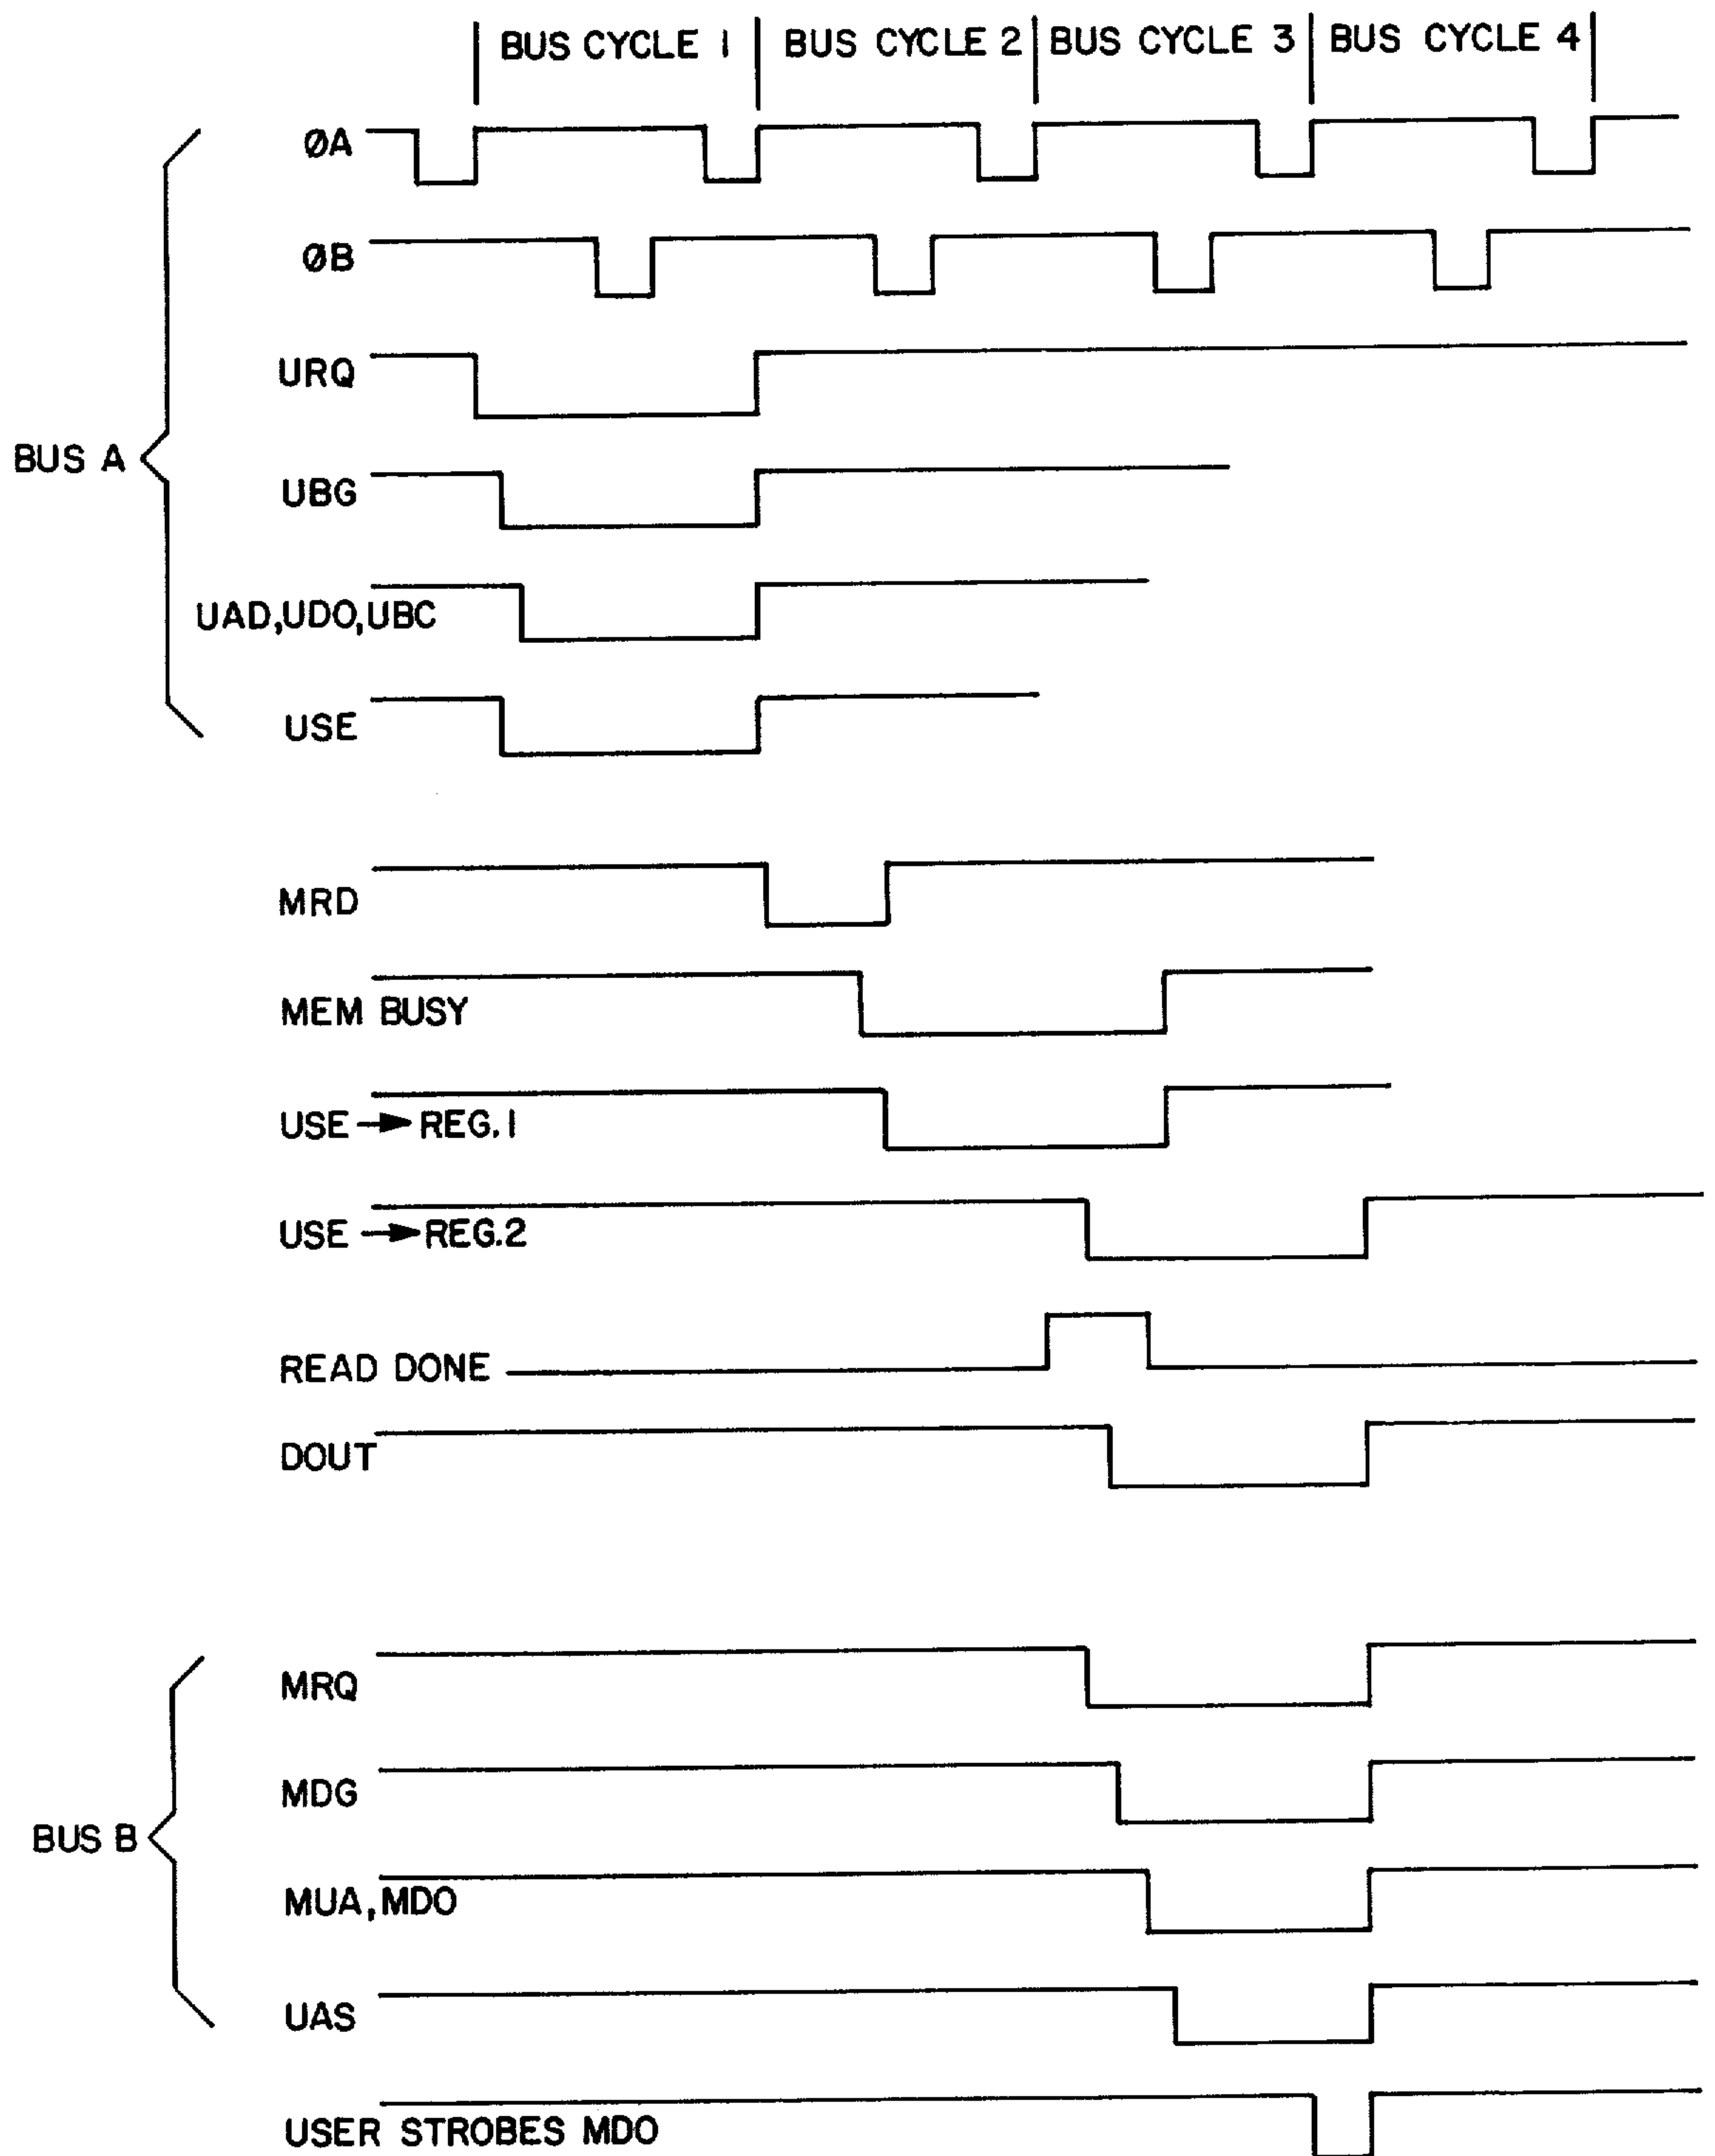 BUS CYCLE 1 BUS CYCLE 2 BUS CYCLE 3 BUS CYCLE 4
ØA
ØB
URQ
BUS A
UBG
UAD,UDO,UBC
USE
MRD
MEM BUSY
USE → REG.1
USE → REG.2
READ DONE
DOUT
MRQ
MDG
BUS B
MUA,MDO
UAS
USER STROBES MDO